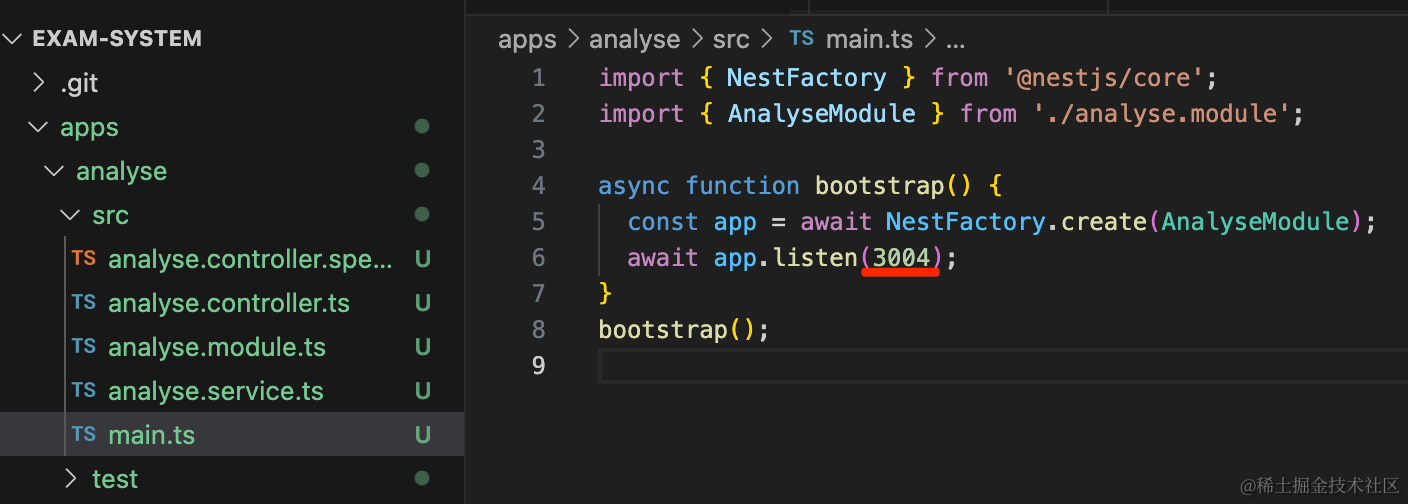 EXAM-SYSTEM
.git
apps
analyse
src
TS analyse.controller.spe... U
TS analyse.controller.ts U
TS analyse.module.ts U
TS analyse.service.ts U
TS main.ts U
test
apps > analyse > src > TS main.ts > ...
1 import { NestFactory } from '@nestjs/core';
2 import { AnalyseModule } from './analyse.module';
3
4 async function bootstrap() {
5   const app = await NestFactory.create(AnalyseModule);
6   await app.listen(3004);
7 }
8 bootstrap();
9
@稀土掘金技术社区